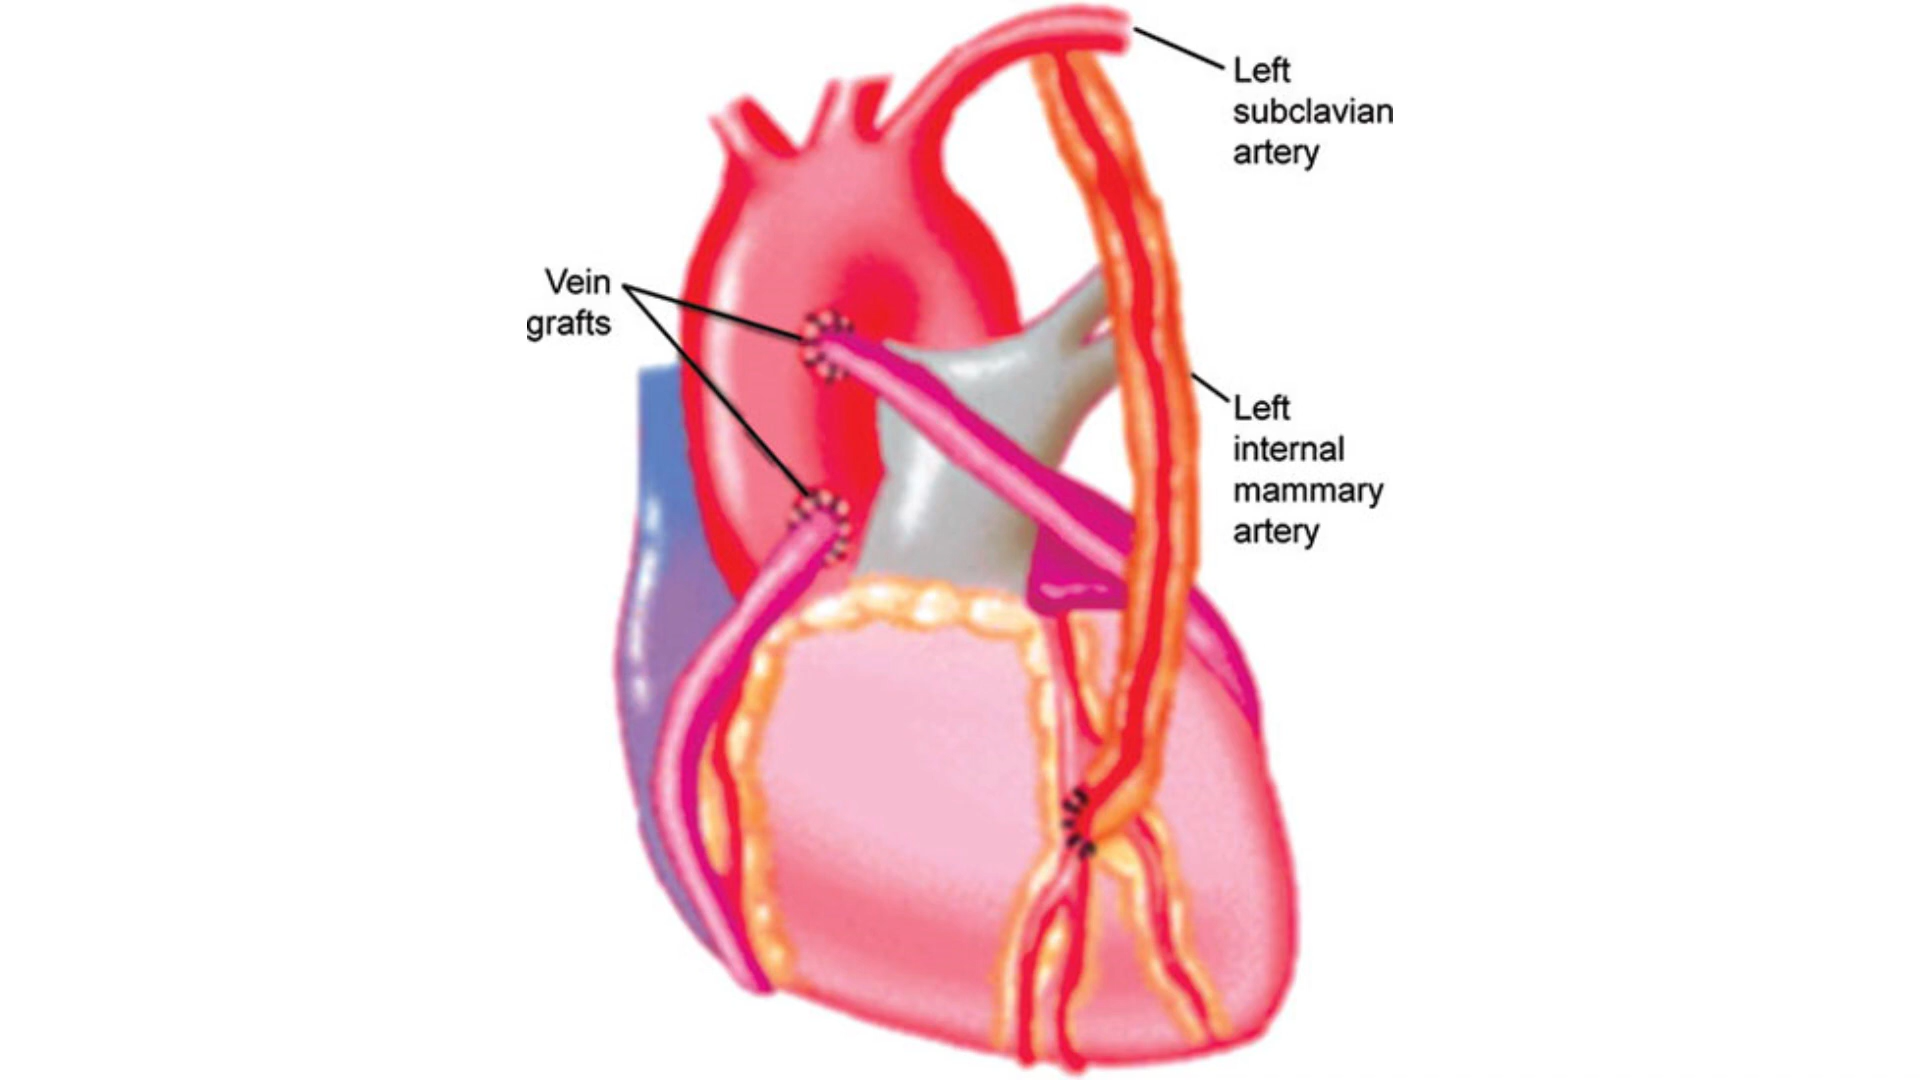 Left
subclavian
artery
Vein
grafts
Left
internal
mammary
artery